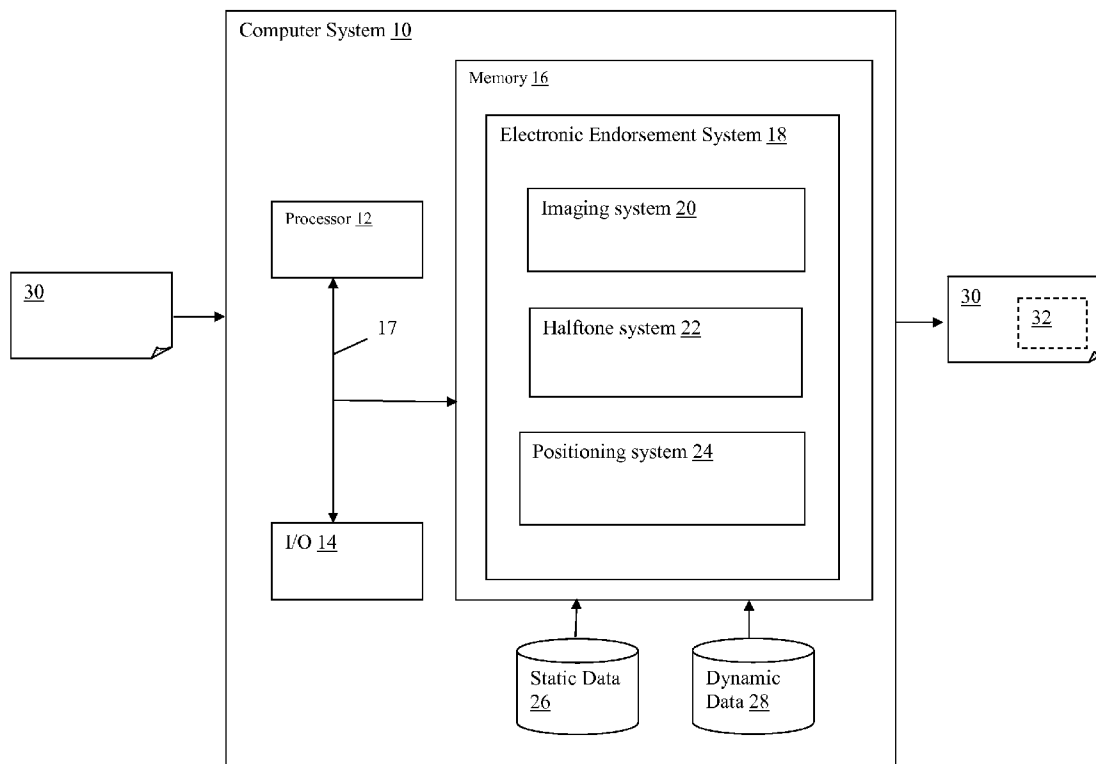 Computer System 10
Memory 16
Electronic Endorsement System 18
Imaging system 20
Processor 12
30
17
Halftone system 22
30
32
Positioning system 24
I/O 14
Static Data
26
Dynamic
Data 28